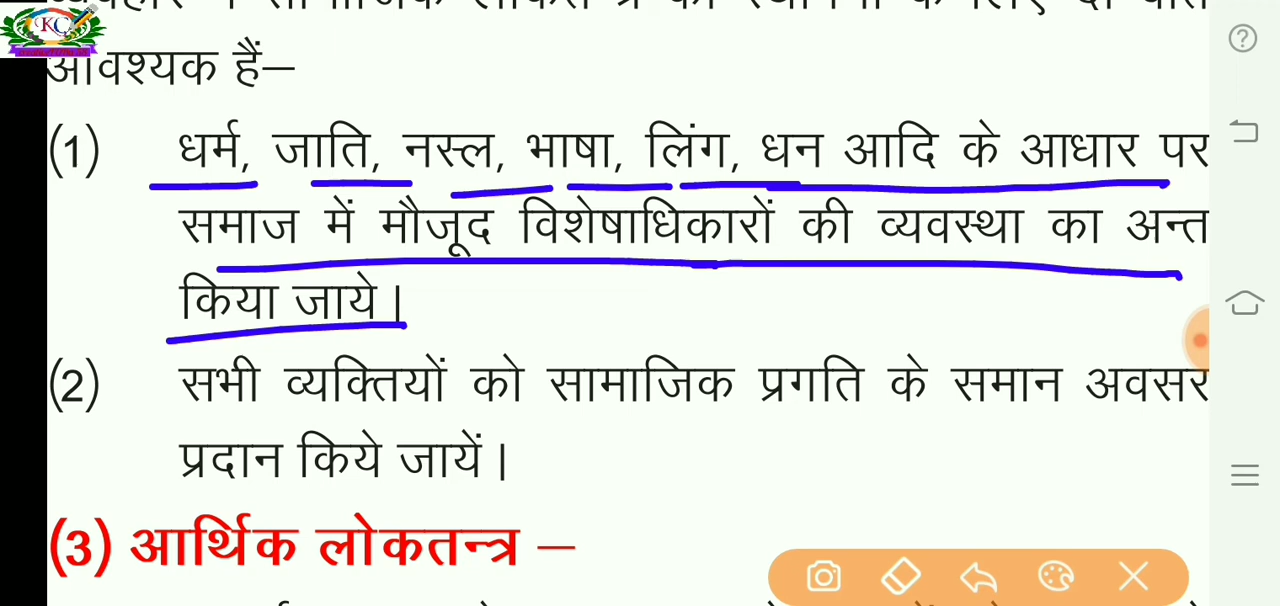 KC
आवश्यक हैं–
(1) धर्म, जाति, नस्ल, भाषा, लिंग, धन आदि के आधार पर
समाज में मौजूद विशेषाधिकारों की व्यवस्था का अन्त
किया जाये।
(2) सभी व्यक्तियों को सामाजिक प्रगति के समान अवसर
प्रदान किये जायें।
(3) आर्थिक लोकतन्त्र –